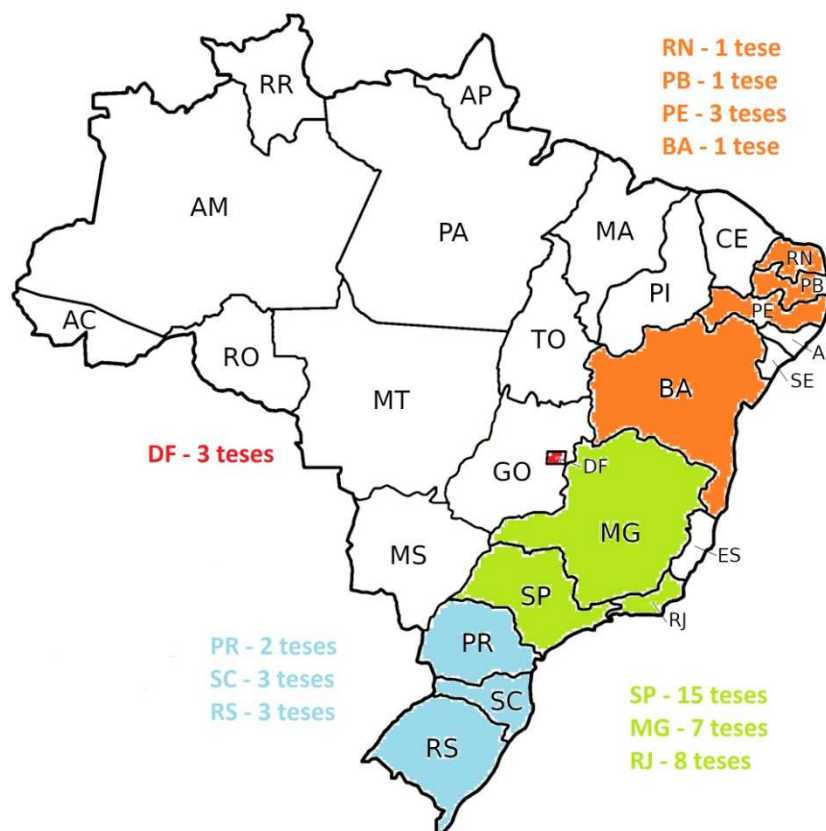 RN - 1 tese
PB - 1 tese
PE - 3 teses
BA - 1 tese
RR
AP
AM
PA
MA
CE
RN
PB
PI
PE
AC
TO
A
RO
SE
BA
MT
DF - 3 teses
GO
DF
MG
MS
ES
SP
RJ
PR
PR - 2 teses
SC - 3 teses
RS - 3 teses
SC
SP - 15 teses
MG - 7 teses
RJ - 8 teses
RS